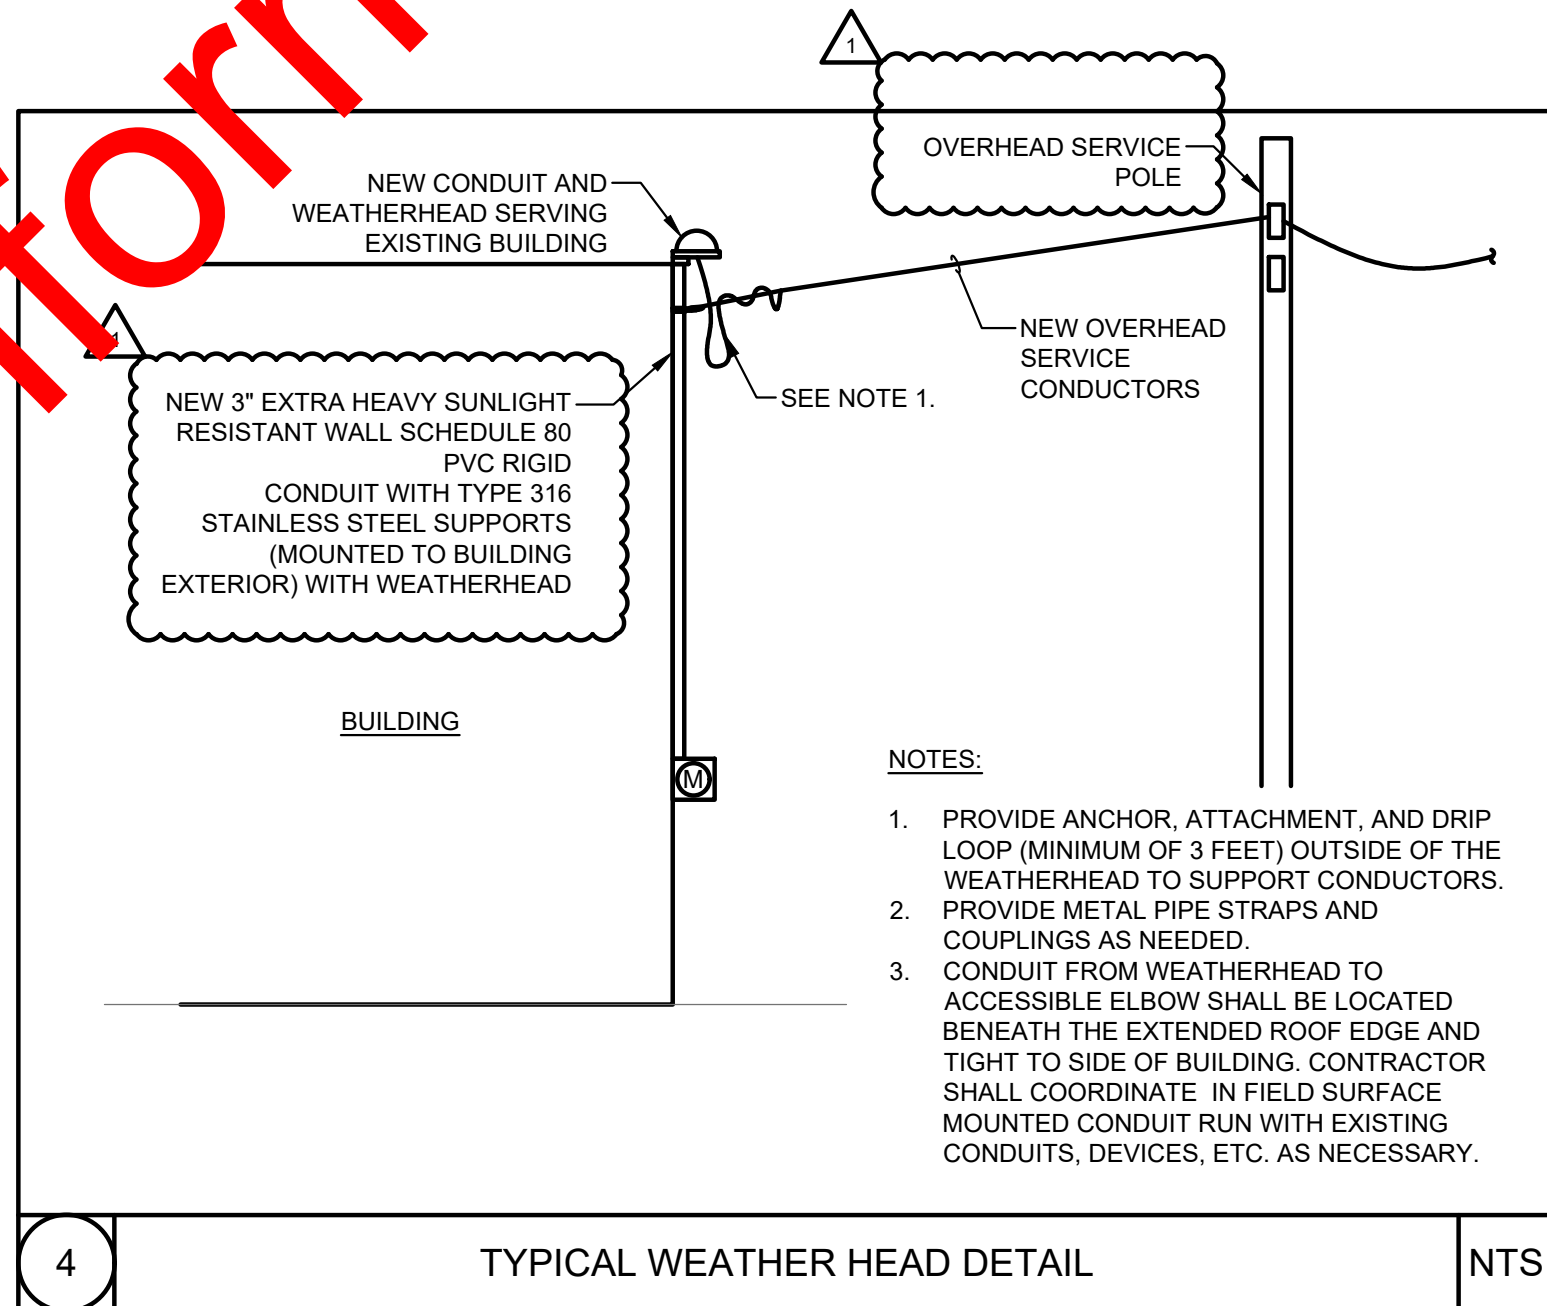 1
OVERHEAD SERVICE
POLE
NEW CONDUIT AND
WEATHERHEAD SERVING
EXISTING BUILDING
NEW OVERHEAD
SERVICE
CONDUCTORS
SEE NOTE 1.
1
NEW 3" EXTRA HEAVY SUNLIGHT
RESISTANT WALL SCHEDULE 80
PVC RIGID
CONDUIT WITH TYPE 316
STAINLESS STEEL SUPPORTS
(MOUNTED TO BUILDING
EXTERIOR) WITH WEATHERHEAD
BUILDING
M
NOTES:
1. PROVIDE ANCHOR, ATTACHMENT, AND DRIP
LOOP (MINIMUM OF 3 FEET) OUTSIDE OF THE
WEATHERHEAD TO SUPPORT CONDUCTORS.
2. PROVIDE METAL PIPE STRAPS AND
COUPLINGS AS NEEDED.
3. CONDUIT FROM WEATHERHEAD TO
ACCESSIBLE ELBOW SHALL BE LOCATED
BENEATH THE EXTENDED ROOF EDGE AND
TIGHT TO SIDE OF BUILDING. CONTRACTOR
SHALL COORDINATE IN FIELD SURFACE
MOUNTED CONDUIT RUN WITH EXISTING
CONDUITS, DEVICES, ETC. AS NECESSARY.
4
TYPICAL WEATHER HEAD DETAIL
NTS